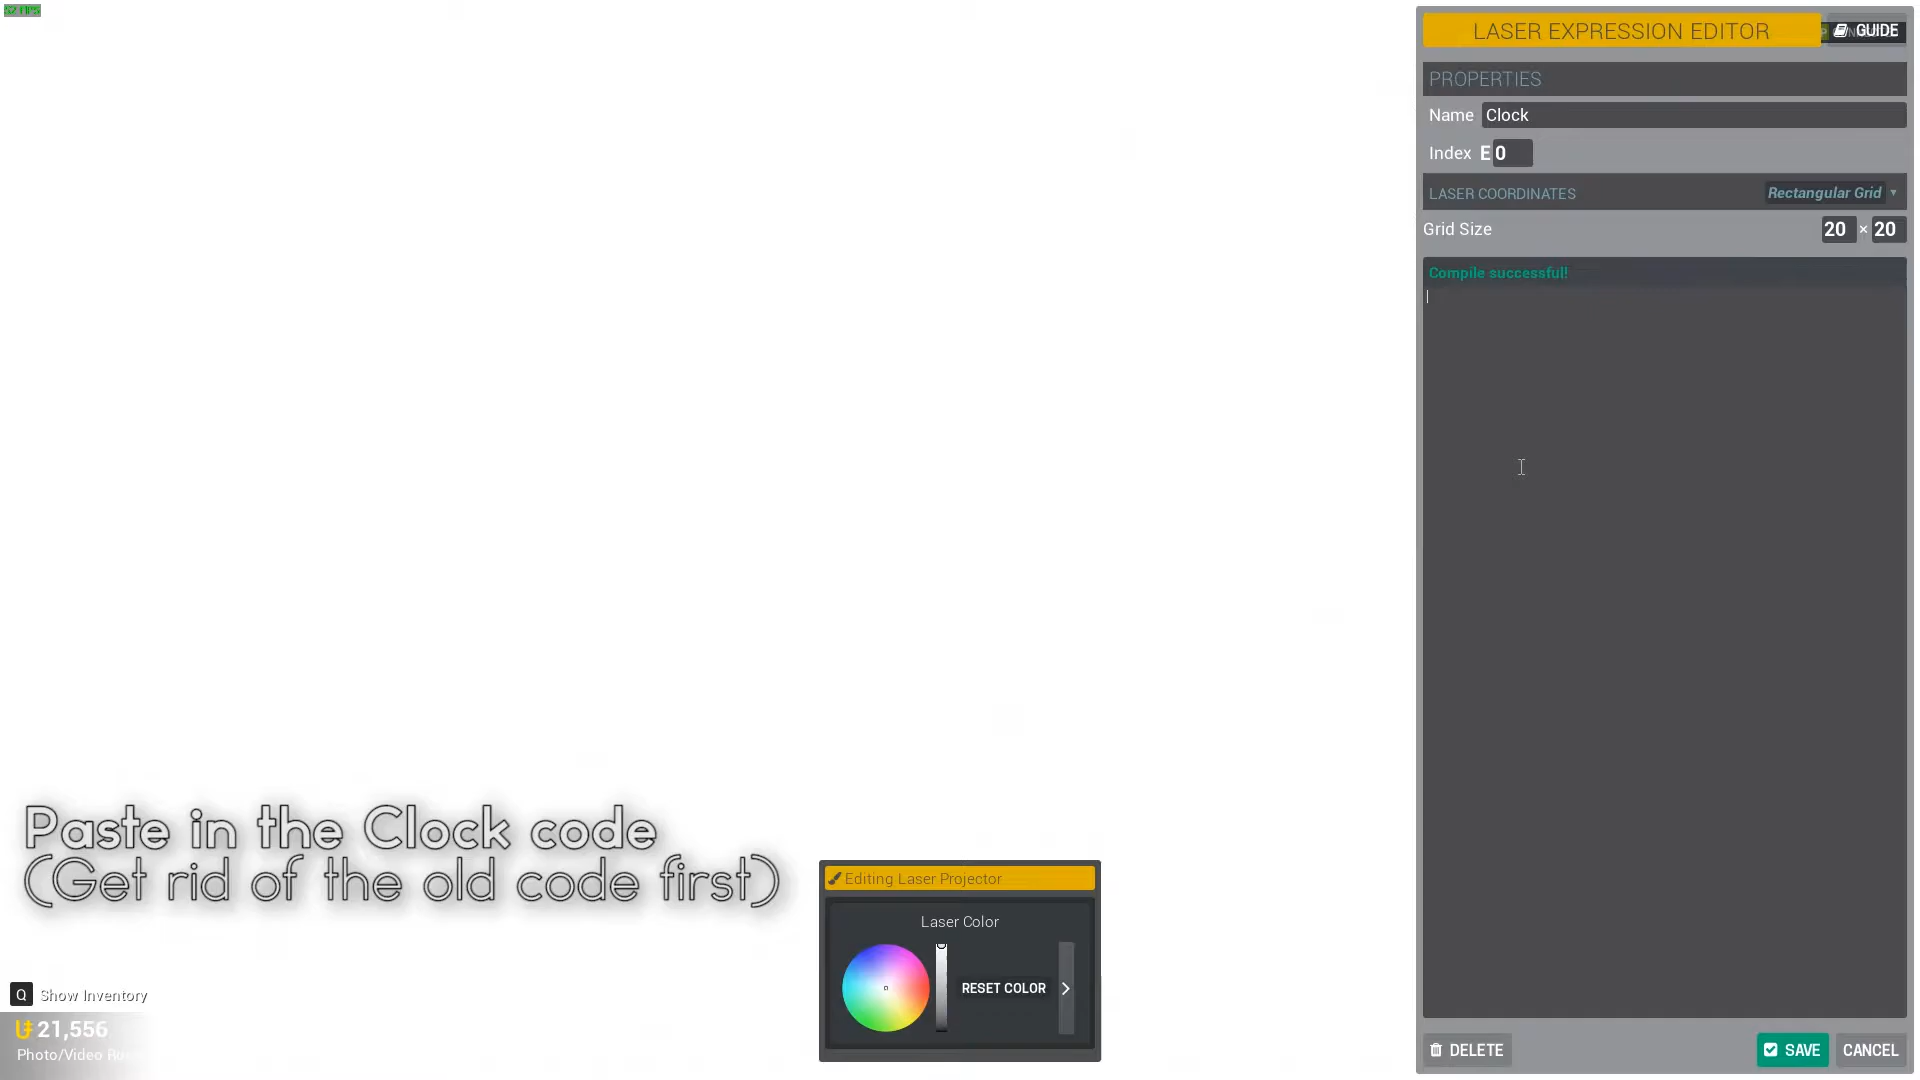 LASER EXPRESSION EDITOR
GUIDE
PROPERTIES
Name Clock
Index E 0
LASER COORDINATES Rectangular Grid
Grid Size 20 × 20
Compile successful!
Paste in the Clock code
(Get rid of the old code first)
Editing Laser Projector
Laser Color
RESET COLOR
Q Show Inventory
21,556
Photo/Video
DELETE SAVE CANCEL